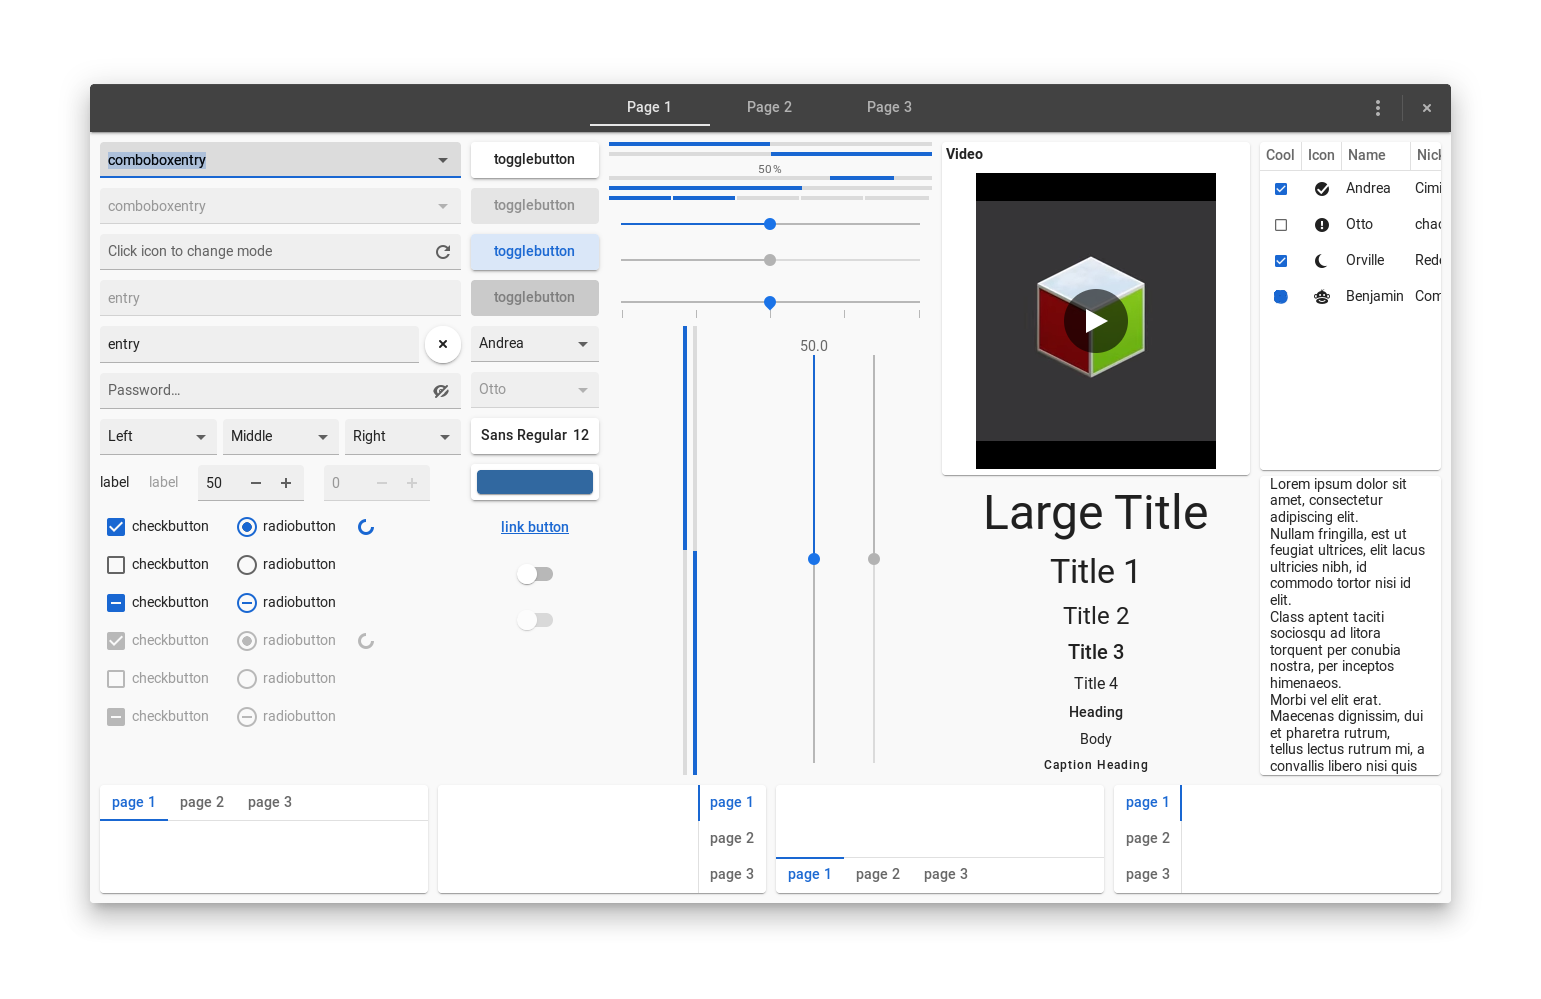 Page 1 Page 2 Page 3
comboboxentry
comboboxentry
Click icon to change mode
entry
entry
Password...
Left Middle Right
label label 50 0
checkbutton radiobutton
checkbutton radiobutton
checkbutton radiobutton
checkbutton radiobutton
checkbutton radiobutton
checkbutton radiobutton
togglebutton
togglebutton
togglebutton
togglebutton
Andrea
Otto
Sans Regular 12
link button
50 %
50.0
Video
Large Title
Title 1
Title 2
Title 3
Title 4
Heading
Body
Caption Heading
Cool Icon Name Nick
Andrea Cimi
Otto chao
Orville Rede
Benjamin Com
Lorem ipsum dolor sit
amet, consectetur
adipiscing elit.
Nullam fringilla, est ut
feugiat ultrices, elit lacus
ultricies nibh, id
commodo tortor nisi id
elit.
Class aptent taciti
sociosqu ad litora
torquent per conubia
nostra, per inceptos
himenaeos.
Morbi vel elit erat.
Maecenas dignissim, dui
et pharetra rutrum,
tellus lectus rutrum mi, a
convallis libero nisi quis
page 1 page 2 page 3
page 1
page 2
page 3
page 1 page 2 page 3
page 1
page 2
page 3